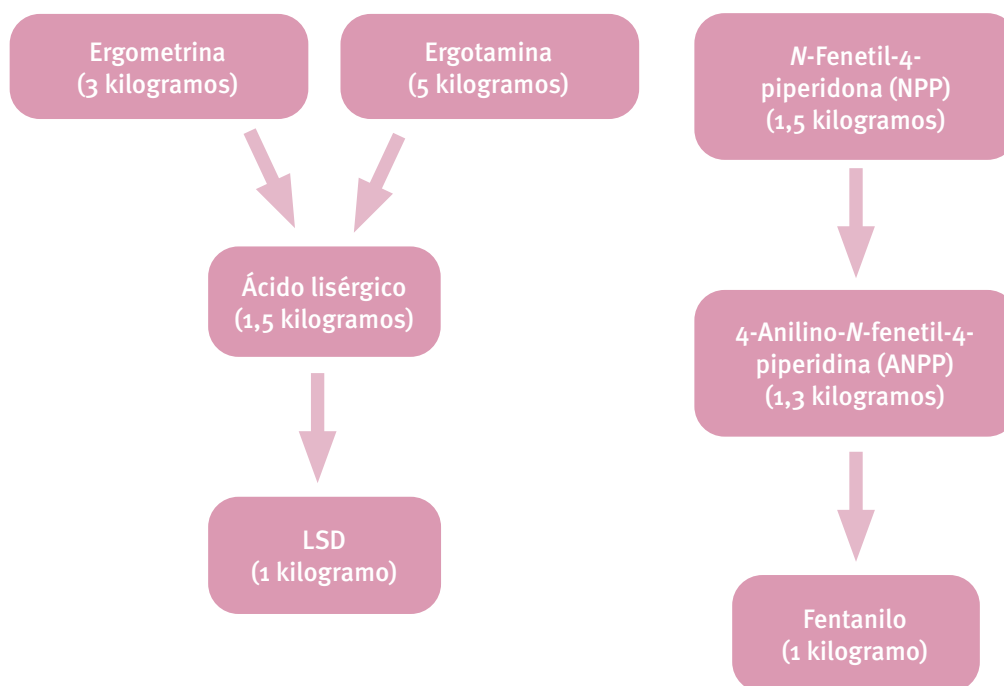 Ergometrina
(3 kilogramos)
Ergotamina
(5 kilogramos)
N-Fenetil-4-
piperidona (NPP)
(1,5 kilogramos)
Ácido lisérgico
(1,5 kilogramos)
4-Anilino-N-fenetil-4-
piperidina (ANPP)
(1,3 kilogramos)
LSD
(1 kilogramo)
Fentanilo
(1 kilogramo)